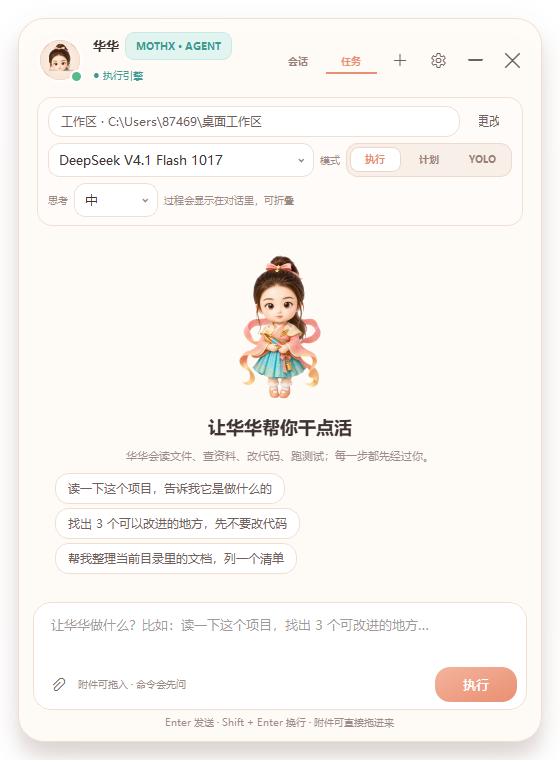 华华 MOTHX • AGENT
• 执行引擎
会话 任务
工作区 · C:\Users\87469\桌面工作区 更改
DeepSeek V4.1 Flash 1017 模式 执行 计划 YOLO
思考 中 过程会显示在对话里，可折叠
让华华帮你干点活
华华会读文件、查资料、改代码、跑测试；每一步都先经过你。
读一下这个项目，告诉我它是做什么的
找出 3 个可以改进的地方，先不要改代码
帮我整理当前目录里的文档，列一个清单
让华华做什么？比如：读一下这个项目，找出 3 个可改进的地方...
附件可拖入 · 命令会先问 执行
Enter 发送 · Shift + Enter 换行 · 附件可直接拖进来